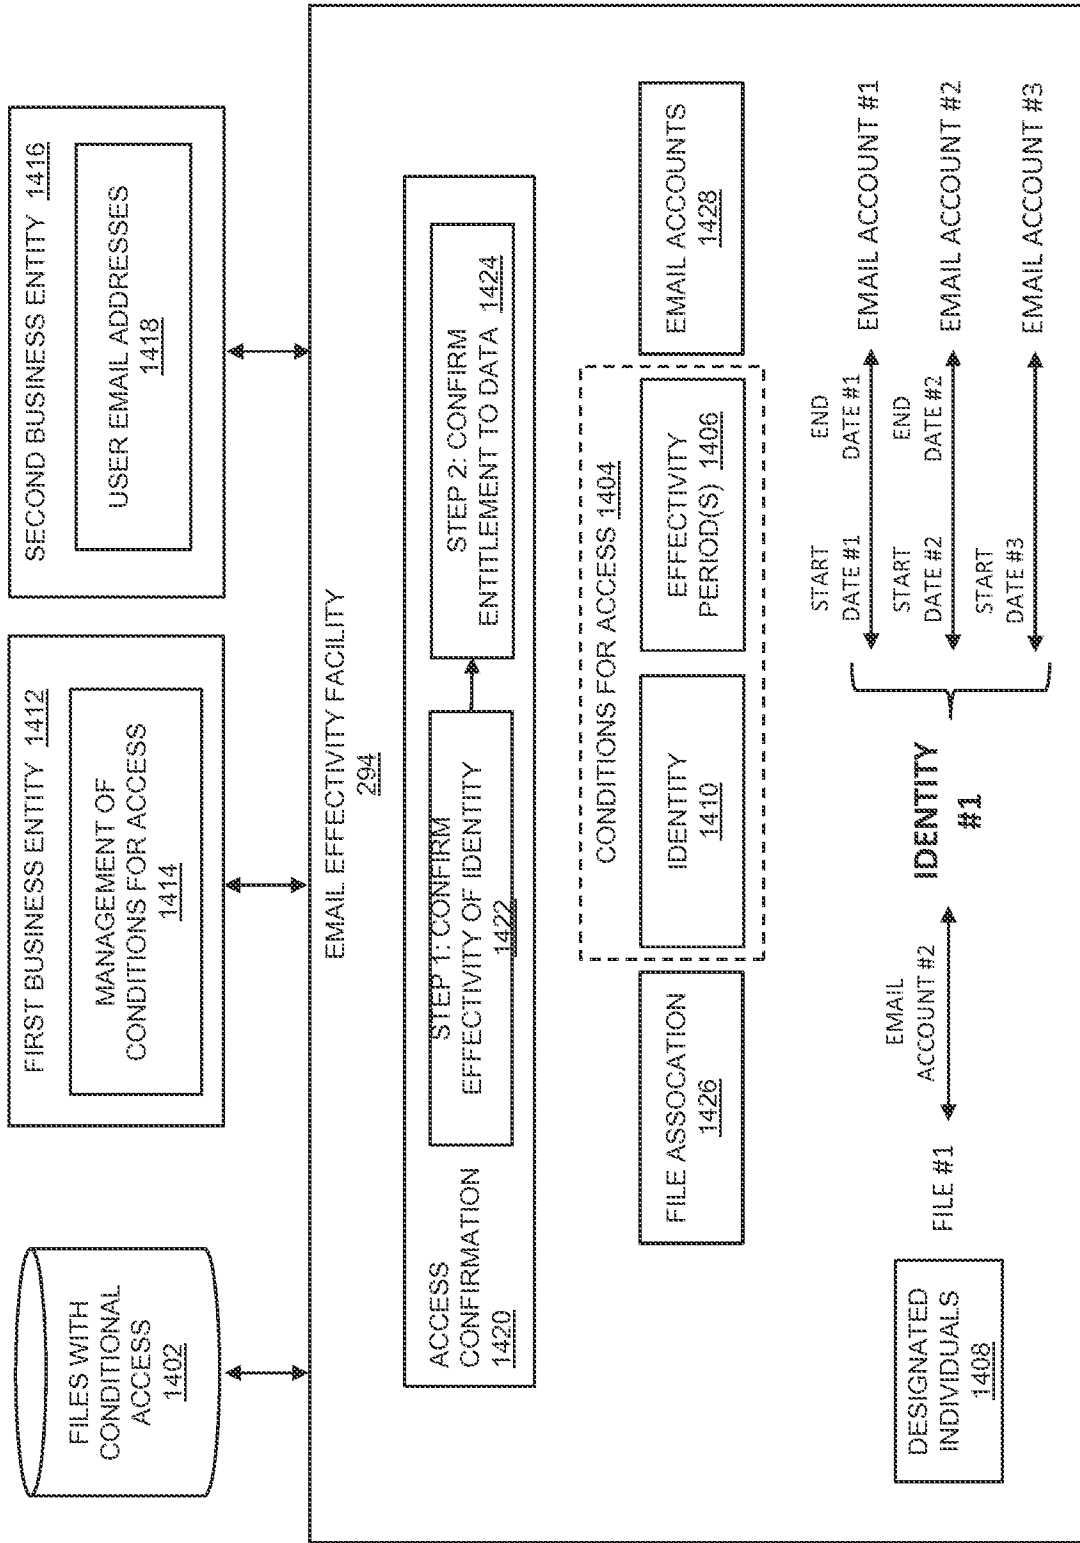 FILES WITH
CONDITIONAL
ACCESS
1402
FIRST BUSINESS ENTITY 1412
MANAGEMENT OF
CONDITIONS FOR ACCESS
1414
SECOND BUSINESS ENTITY 1416
USER EMAIL ADDRESSES
1418
EMAIL EFFECTIVITY FACILITY
294
ACCESS
CONFIRMATION
1420
STEP 1: CONFIRM
EFFECTIVITY OF IDENTITY
1422
STEP 2: CONFIRM
ENTITLEMENT TO DATA 1424
CONDITIONS FOR ACCESS 1404
FILE ASSOCATION
1426
IDENTITY
1410
EFFECTIVITY
PERIOD(S) 1406
EMAIL ACCOUNTS
1428
DESIGNATED
INDIVIDUALS
1408
FILE #1
EMAIL
ACCOUNT #2
IDENTITY
#1
START
DATE #1
END
DATE #1
EMAIL ACCOUNT #1
START
DATE #2
END
DATE #2
EMAIL ACCOUNT #2
START
DATE #3
EMAIL ACCOUNT #3